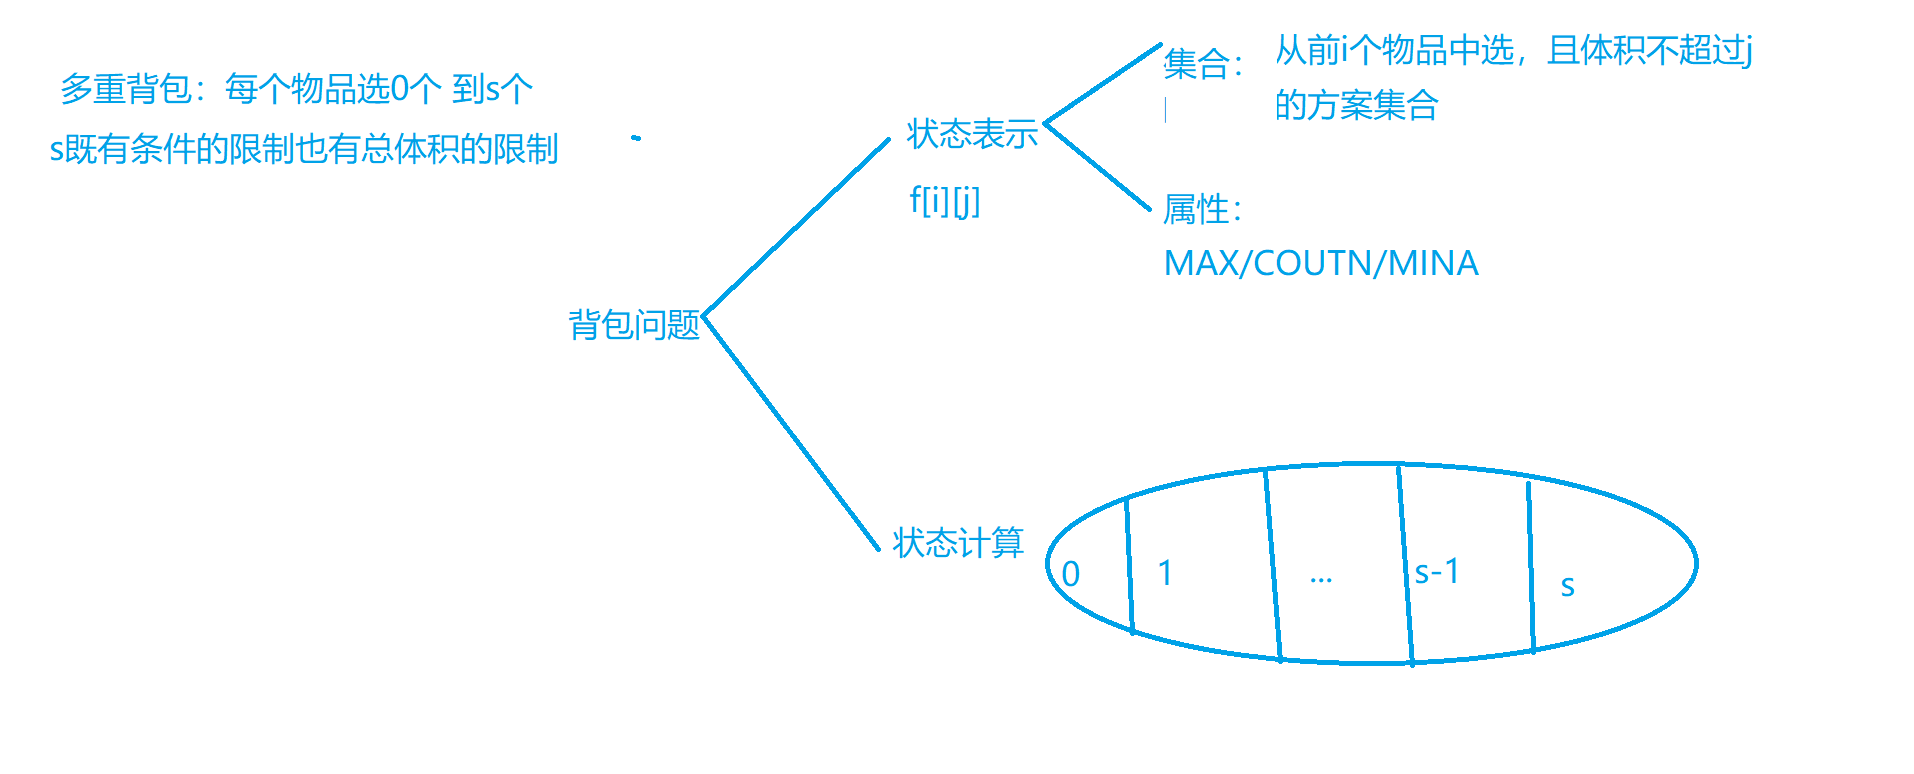 多重背包：每个物品选0个 到s个
s既有条件的限制也有总体积的限制
背包问题
状态表示
f[i][j]
集合：
从前i个物品中选，且体积不超过j
的方案集合
属性：
MAX/COUTN/MINA
状态计算
0
1
...
s-1
s